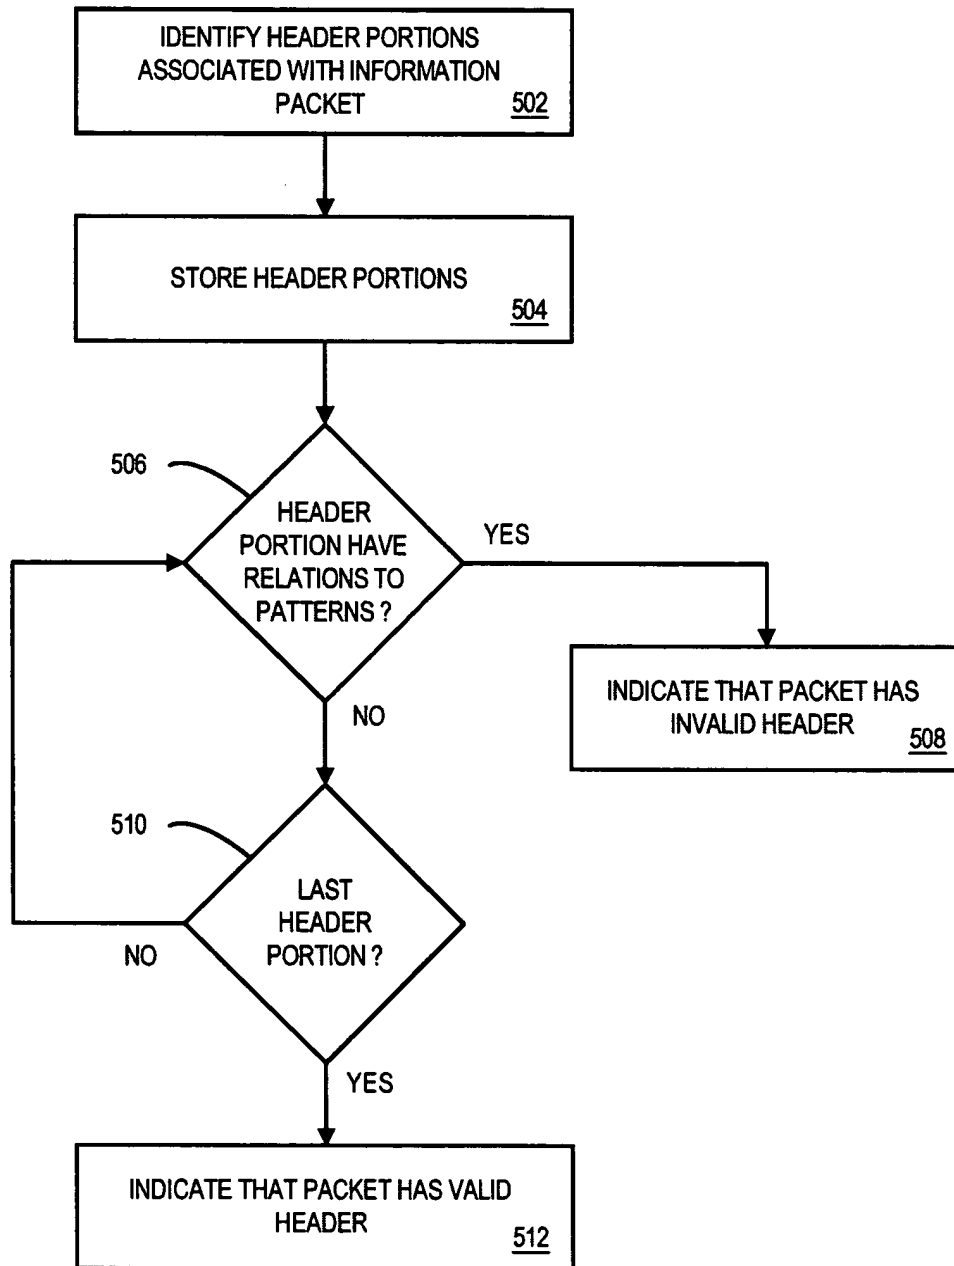 IDENTIFY HEADER PORTIONS
ASSOCIATED WITH INFORMATION
PACKET
502
STORE HEADER PORTIONS
504
506
HEADER
PORTION HAVE
RELATIONS TO
PATTERNS ?
YES
NO
INDICATE THAT PACKET HAS
INVALID HEADER
508
510
LAST
HEADER
PORTION ?
NO
YES
INDICATE THAT PACKET HAS VALID
HEADER
512